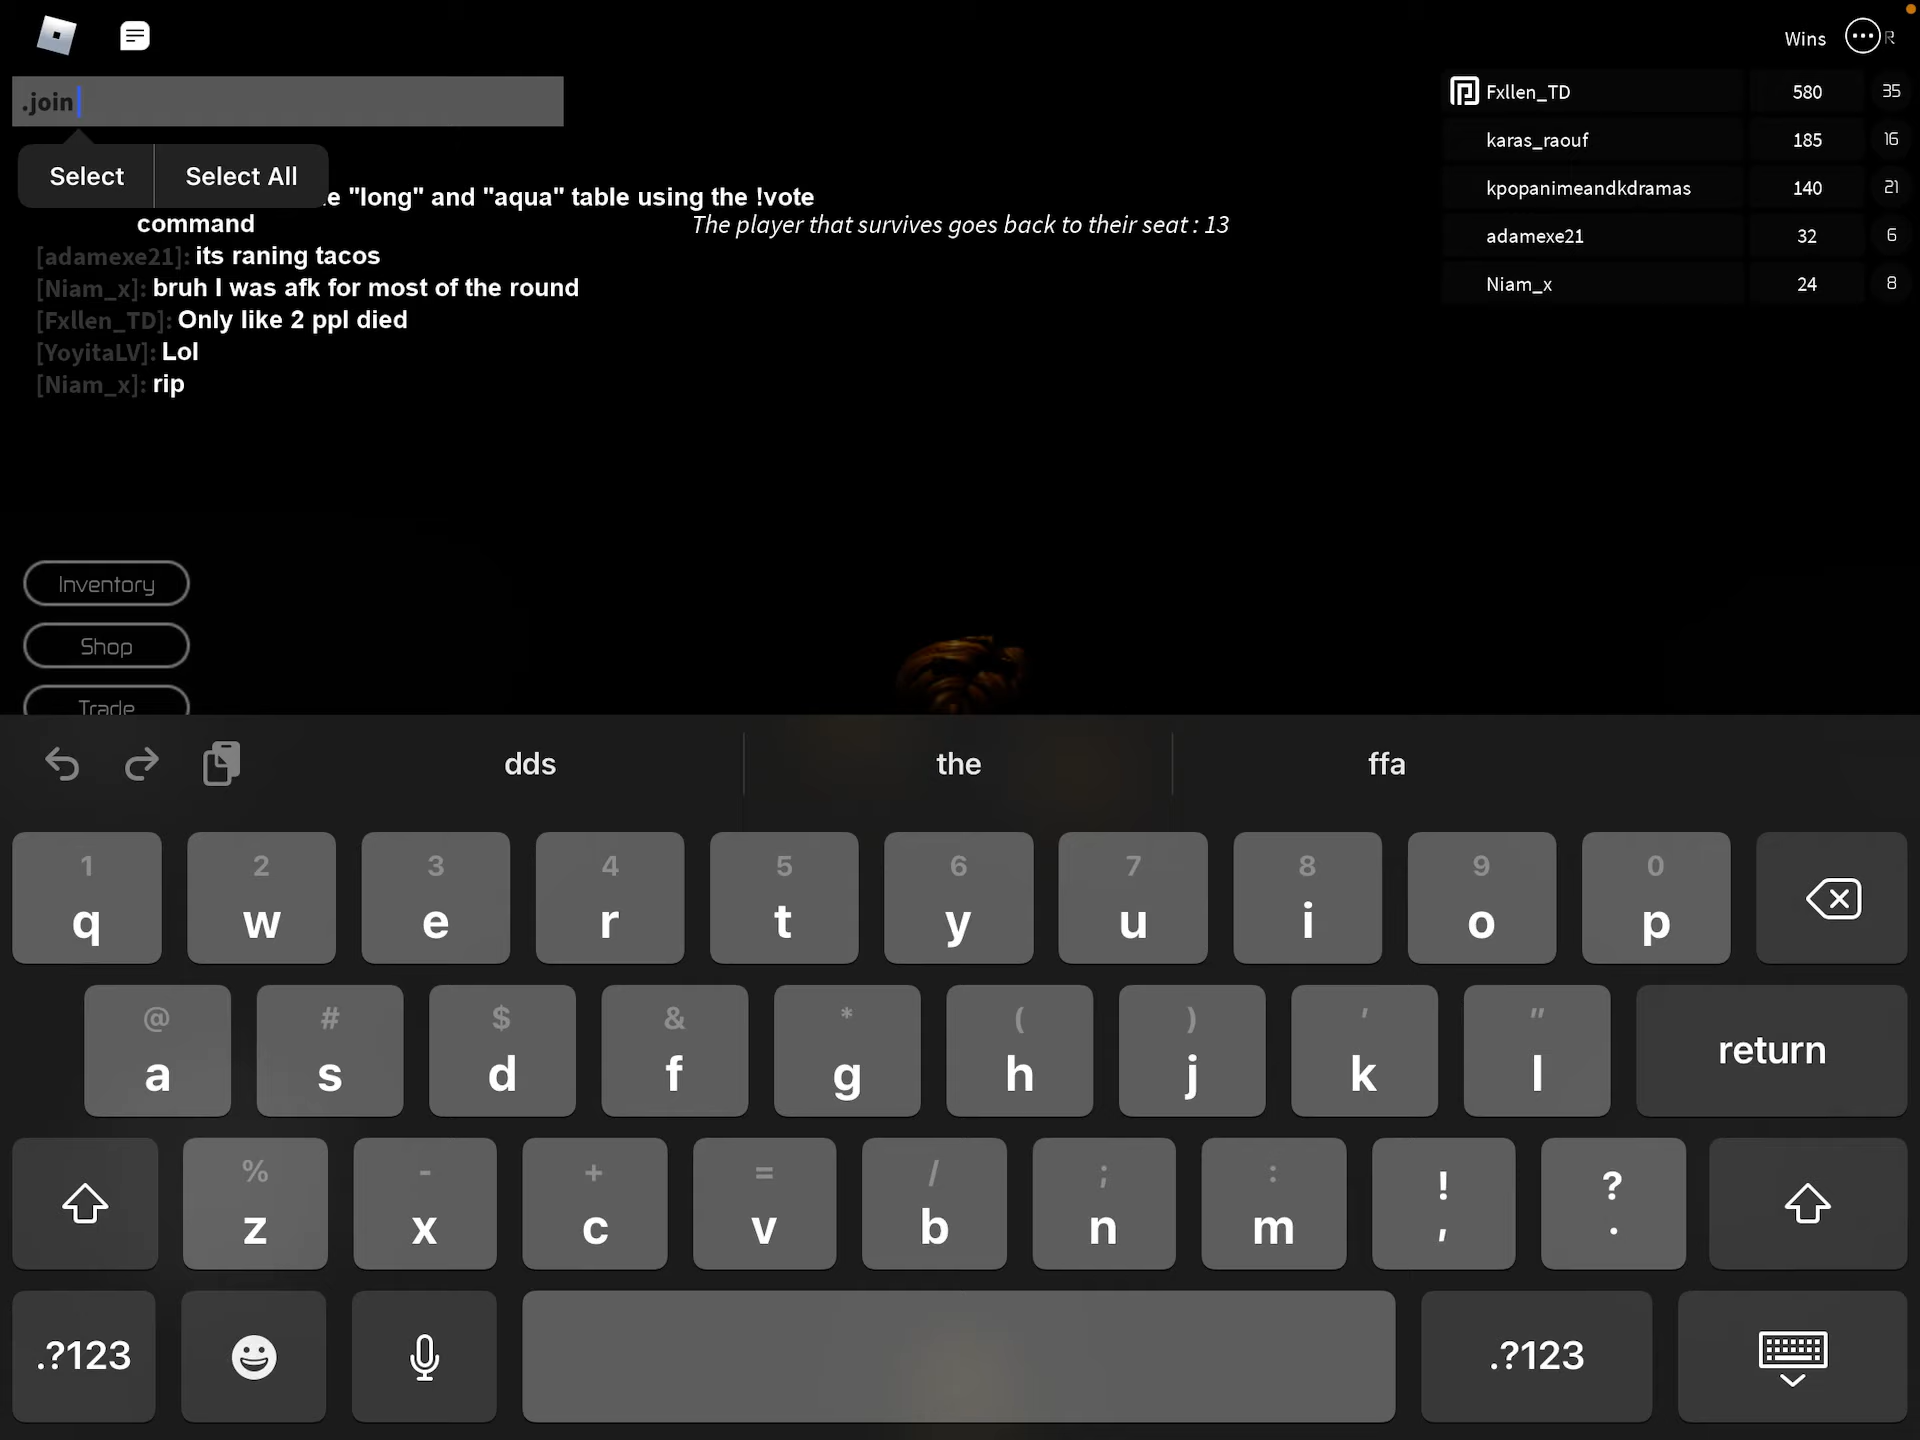 Wins
R
.join
Fxllen_TD 580 35
karas_raouf 185 16
kpopanimeandkdramas 140 21
adamexe21 32 6
Niam_x 24 8
Select Select All
"long" and "aqua" table using the !vote
command
The player that survives goes back to their seat : 13
[adamexe21]: its raning tacos
[Niam_x]: bruh I was afk for most of the round
[Fxllen_TD]: Only like 2 ppl died
[YoyitaLV]: Lol
[Niam_x]: rip
Inventory
Shop
Trade
dds the ffa
1 2 3 4 5 6 7 8 9 0
q w e r t y u i o p
@ # $ & * ( ) ' "
a s d f g h j k l return
% - + = / ; : ! ?
z x c v b n m , .
.?123 .?123